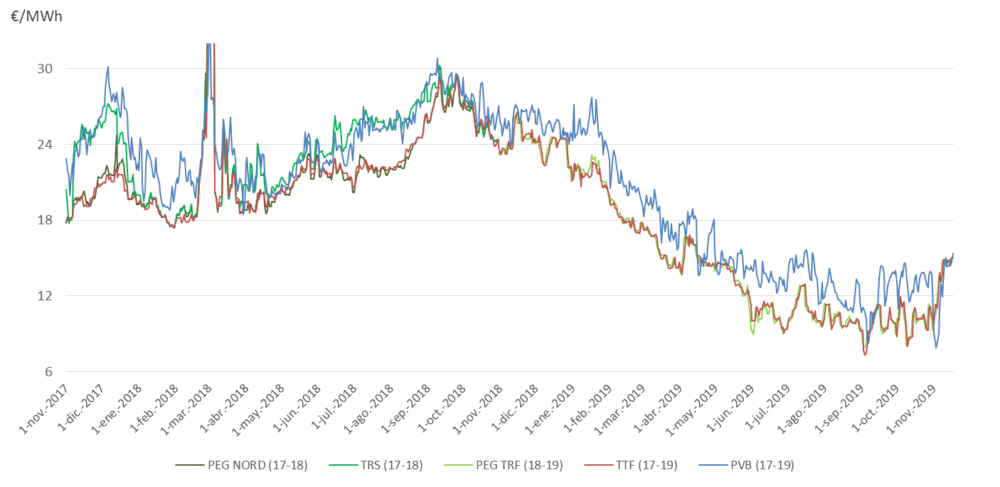 €/MWh
30
24
18
12
6
1-nov.-2017
1-dic.-2017
1-ene.-2018
1-feb.-2018
1-mar.-2018
1-abr.-2018
1-may.-2018
1-jun.-2018
1-jul.-2018
1-ago.-2018
1-sep.-2018
1-oct.-2018
1-nov.-2018
1-dic.-2018
1-ene.-2019
1-feb.-2019
1-mar.-2019
1-abr.-2019
1-may.-2019
1-jun.-2019
1-jul.-2019
1-ago.-2019
1-sep.-2019
1-oct.-2019
1-nov.-2019
PEG NORD (17-18) TRS (17-18) PEG TRF (18-19) TTF (17-19) PVB (17-19)